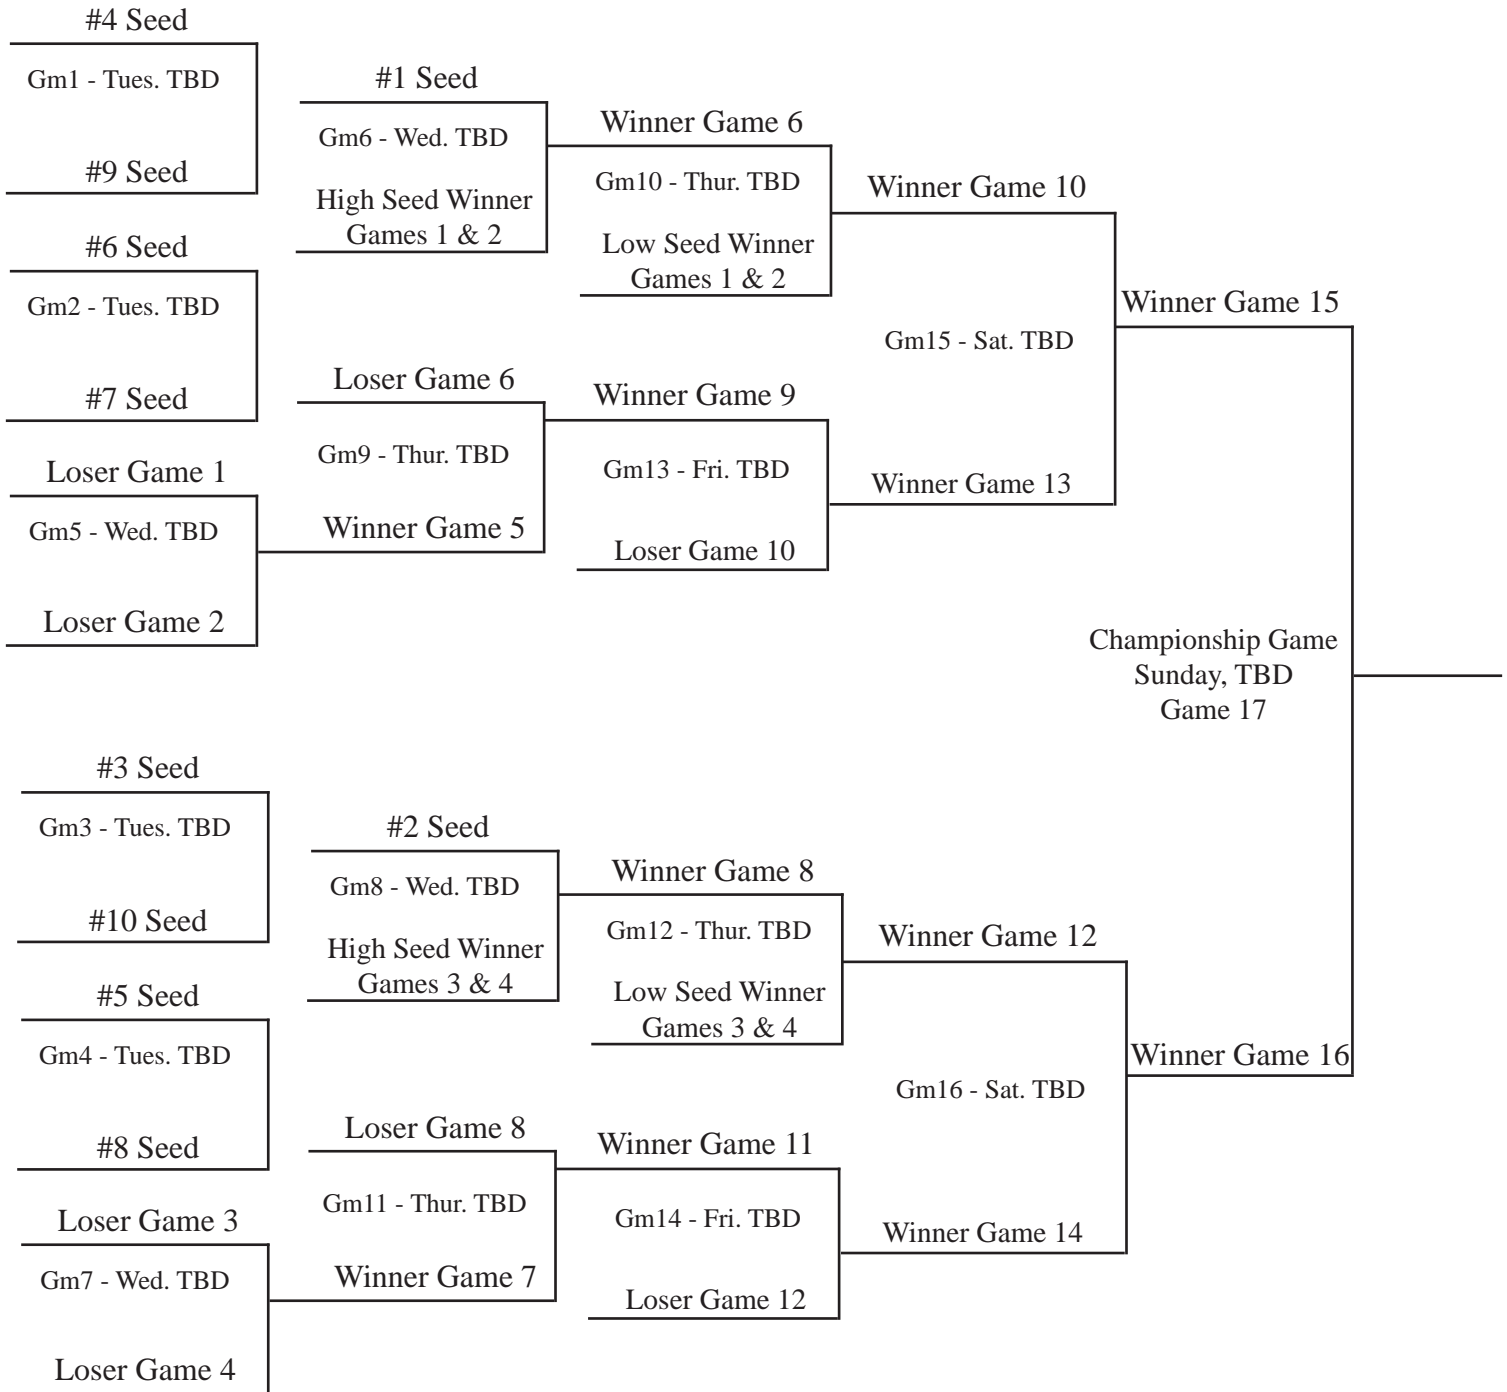 #4 Seed
Gm1 - Tues. TBD
#9 Seed
#6 Seed
Gm2 - Tues. TBD
#7 Seed
Loser Game 1
Gm5 - Wed. TBD
Loser Game 2
#1 Seed
Gm6 - Wed. TBD
High Seed Winner
Games 1 & 2
Loser Game 6
Gm9 - Thur. TBD
Winner Game 5
Winner Game 6
Gm10 - Thur. TBD
Low Seed Winner
Games 1 & 2
Winner Game 9
Gm13 - Fri. TBD
Loser Game 10
Winner Game 10
Gm15 - Sat. TBD
Winner Game 13
Winner Game 15
Championship Game
Sunday, TBD
Game 17
#3 Seed
Gm3 - Tues. TBD
#10 Seed
#5 Seed
Gm4 - Tues. TBD
#8 Seed
Loser Game 3
Gm7 - Wed. TBD
Loser Game 4
#2 Seed
Gm8 - Wed. TBD
High Seed Winner
Games 3 & 4
Loser Game 8
Gm11 - Thur. TBD
Winner Game 7
Winner Game 8
Gm12 - Thur. TBD
Low Seed Winner
Games 3 & 4
Winner Game 11
Gm14 - Fri. TBD
Loser Game 12
Winner Game 12
Gm16 - Sat. TBD
Winner Game 14
Winner Game 16